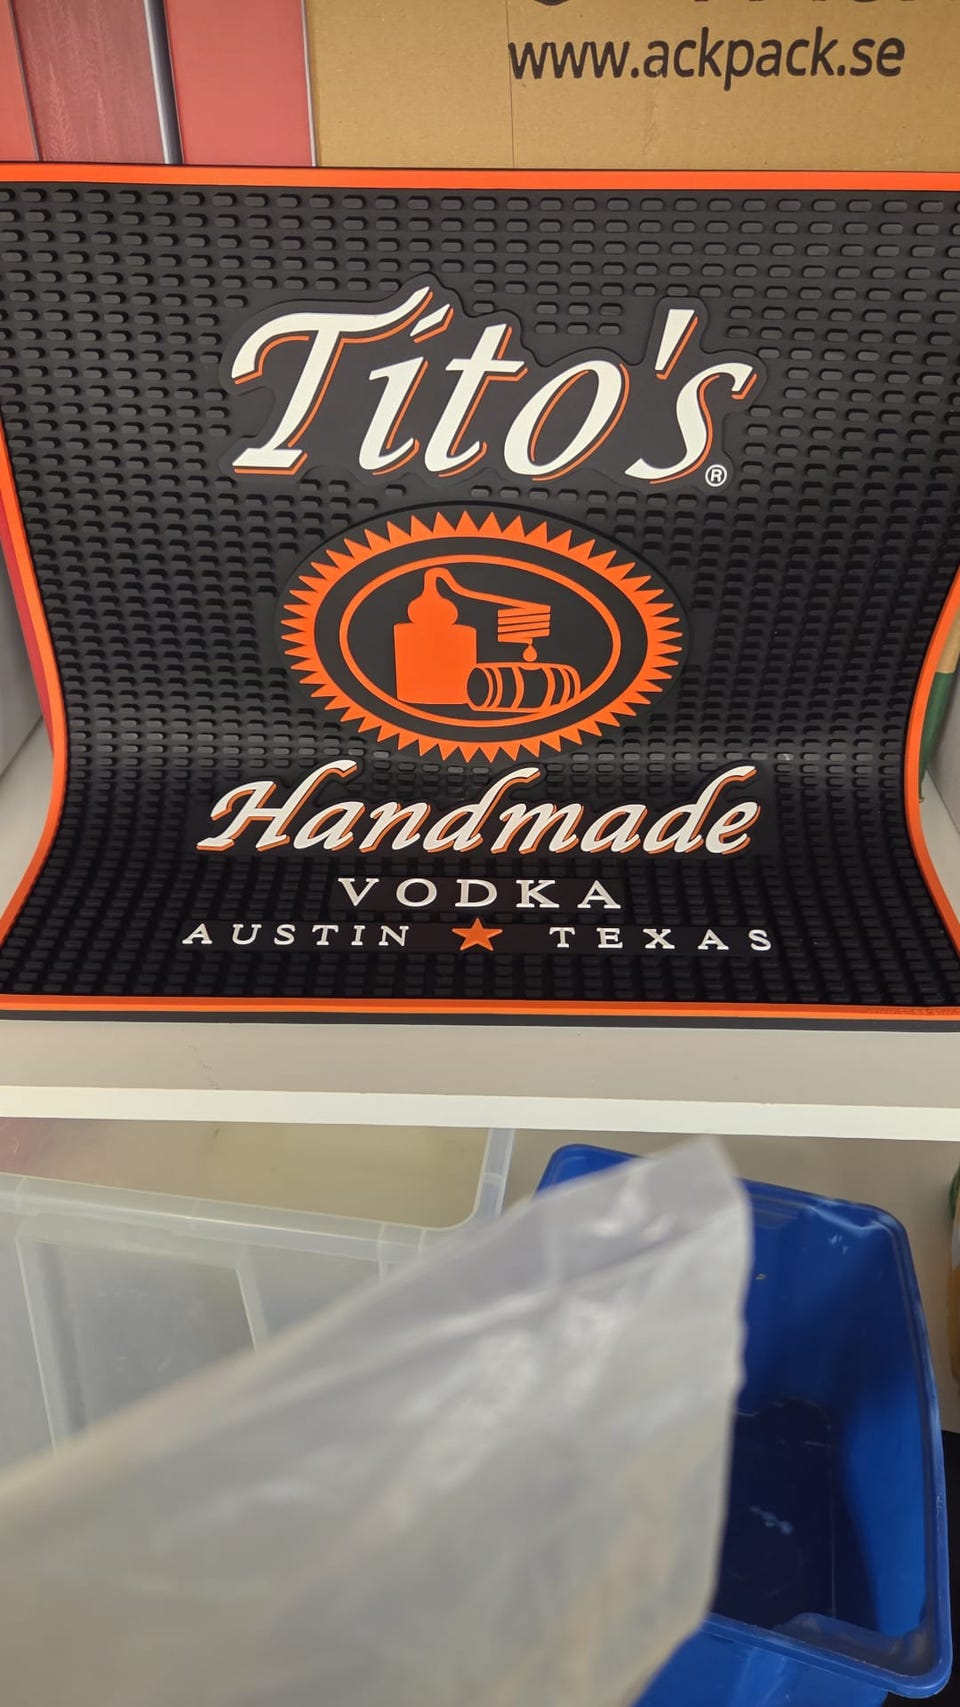 www.ackpack.se
Tito's®
Handmade
VODKA
AUSTIN ★ TEXAS